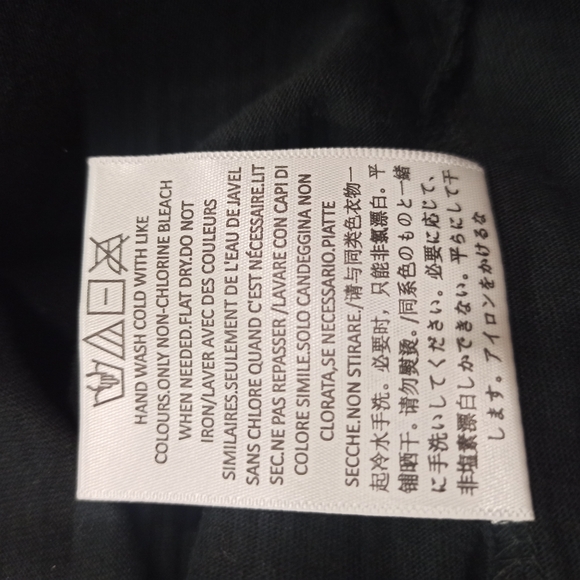 HAND WASH COLD WITH LIKE
COLOURS.ONLY NON-CHLORINE BLEACH
WHEN NEEDED.FLAT DRY.DO NOT
IRON/LAVER AVEC DES COULEURS
SIMILAIRES.SEULEMENT DE L'EAU DE JAVEL
SANS CHLORE QUAND C'EST NÉCESSAIRE.LIT
SEC.NE PAS REPASSER /LAVARE CON CAPI DI
COLORE SIMILE.SOLO CANDEGGINA NON
CLORATA,SE NECESSARIO.PIATTE
SECCHE.NON STIRARE/请与同类色衣物一
起冷水手洗。必要时，只能非氯漂白。平
铺晒干。请勿熨烫。/同系色のものと一緒
に手洗いしてください。必要に応じて、
非塩素漂白しかできない。平らにして干
します。アイロンをかけるな